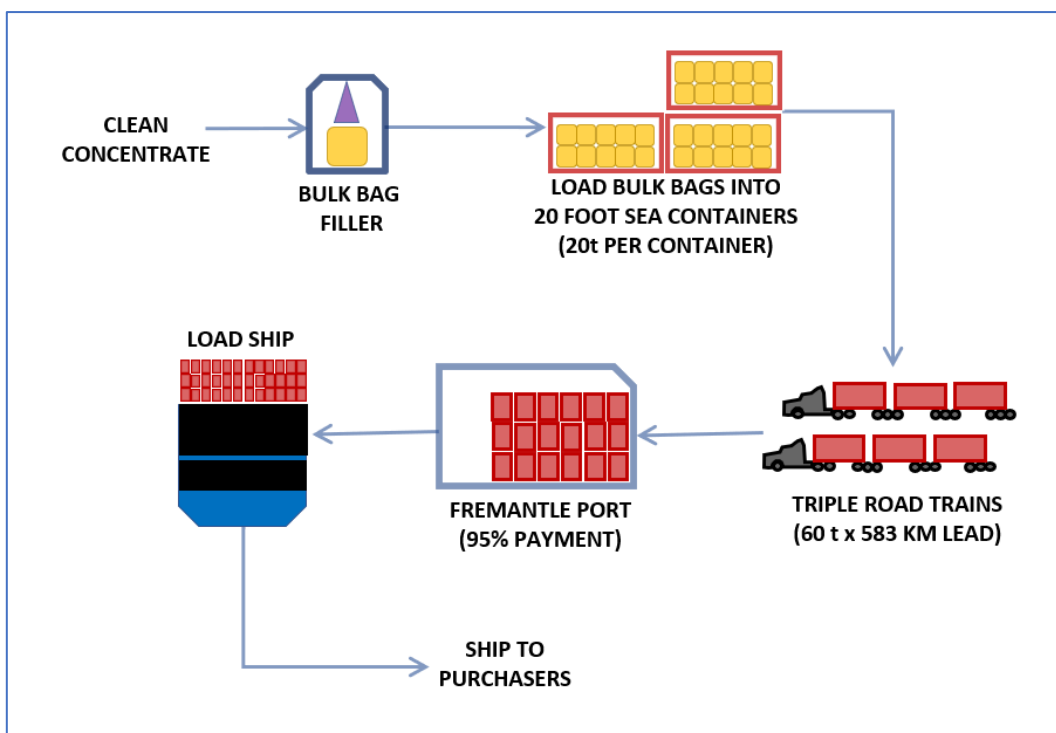 CLEAN
CONCENTRATE
BULK BAG
FILLER
LOAD BULK BAGS INTO
20 FOOT SEA CONTAINERS
(20t PER CONTAINER)
TRIPLE ROAD TRAINS
(60 t x 583 KM LEAD)
FREMANTLE PORT
(95% PAYMENT)
LOAD SHIP
SHIP TO
PURCHASERS